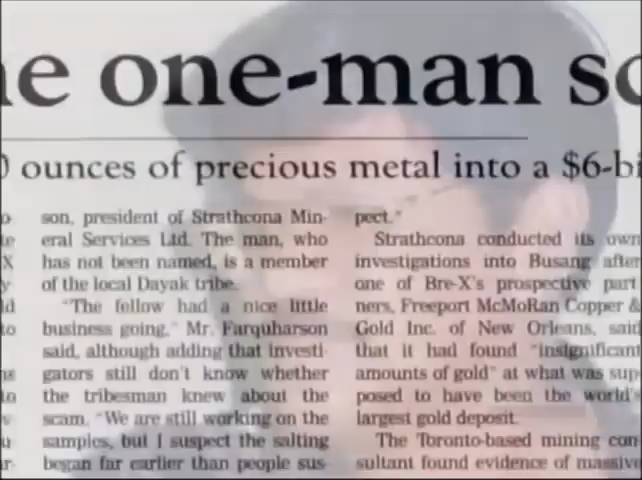 e one-man sc
0 ounces of precious metal into a $6-bi
son, president of Strathcona Min-
eral Services Ltd. The man, who
has not been named, is a member
of the local Dayak tribe.
"The fellow had a nice little
business going," Mr. Farquharson
said, although adding that investi-
gators still don't know whether
the tribesman knew about the
scam. "We are still working on the
samples, but I suspect the salting
began far earlier than people sus-
pect."
Strathcona conducted its own
investigations into Busang after
one of Bre-X's prospective part
ners, Freeport McMoRan Copper &
Gold Inc. of New Orleans, said
that it had found "insignificant
amounts of gold" at what was sup-
posed to have been the world's
largest gold deposit.
The Toronto-based mining con
sultant found evidence of massive